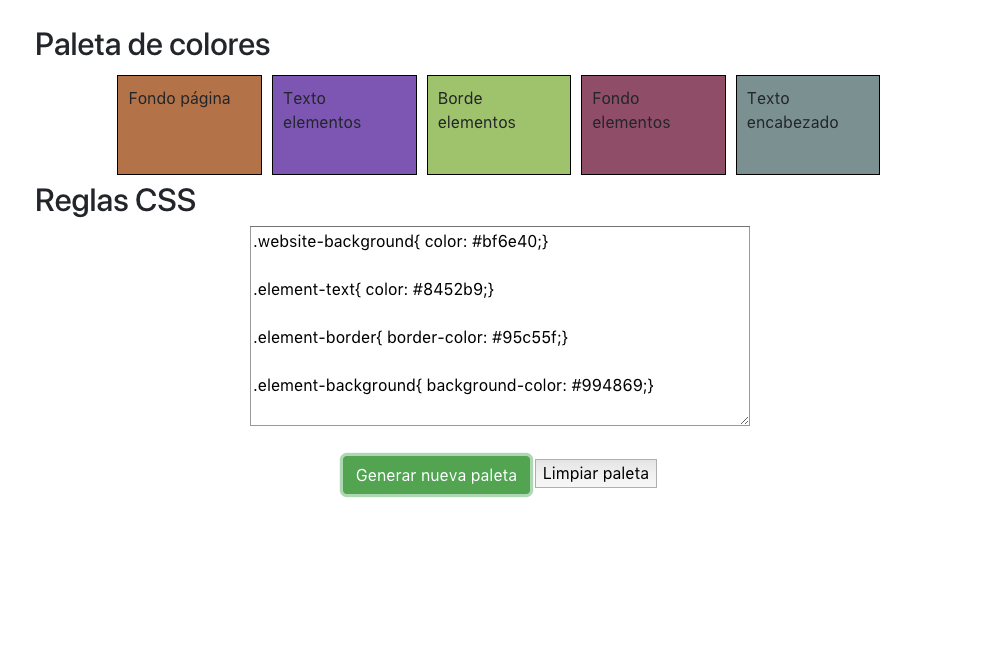 Paleta de colores
Fondo página
Texto
elementos
Borde
elementos
Fondo
elementos
Texto
encabezado
Reglas CSS
.website-background{ color: #bf6e40;}
.element-text{ color: #8452b9;}
.element-border{ border-color: #95c55f;}
.element-background{ background-color: #994869;}
Generar nueva paleta
Limpiar paleta